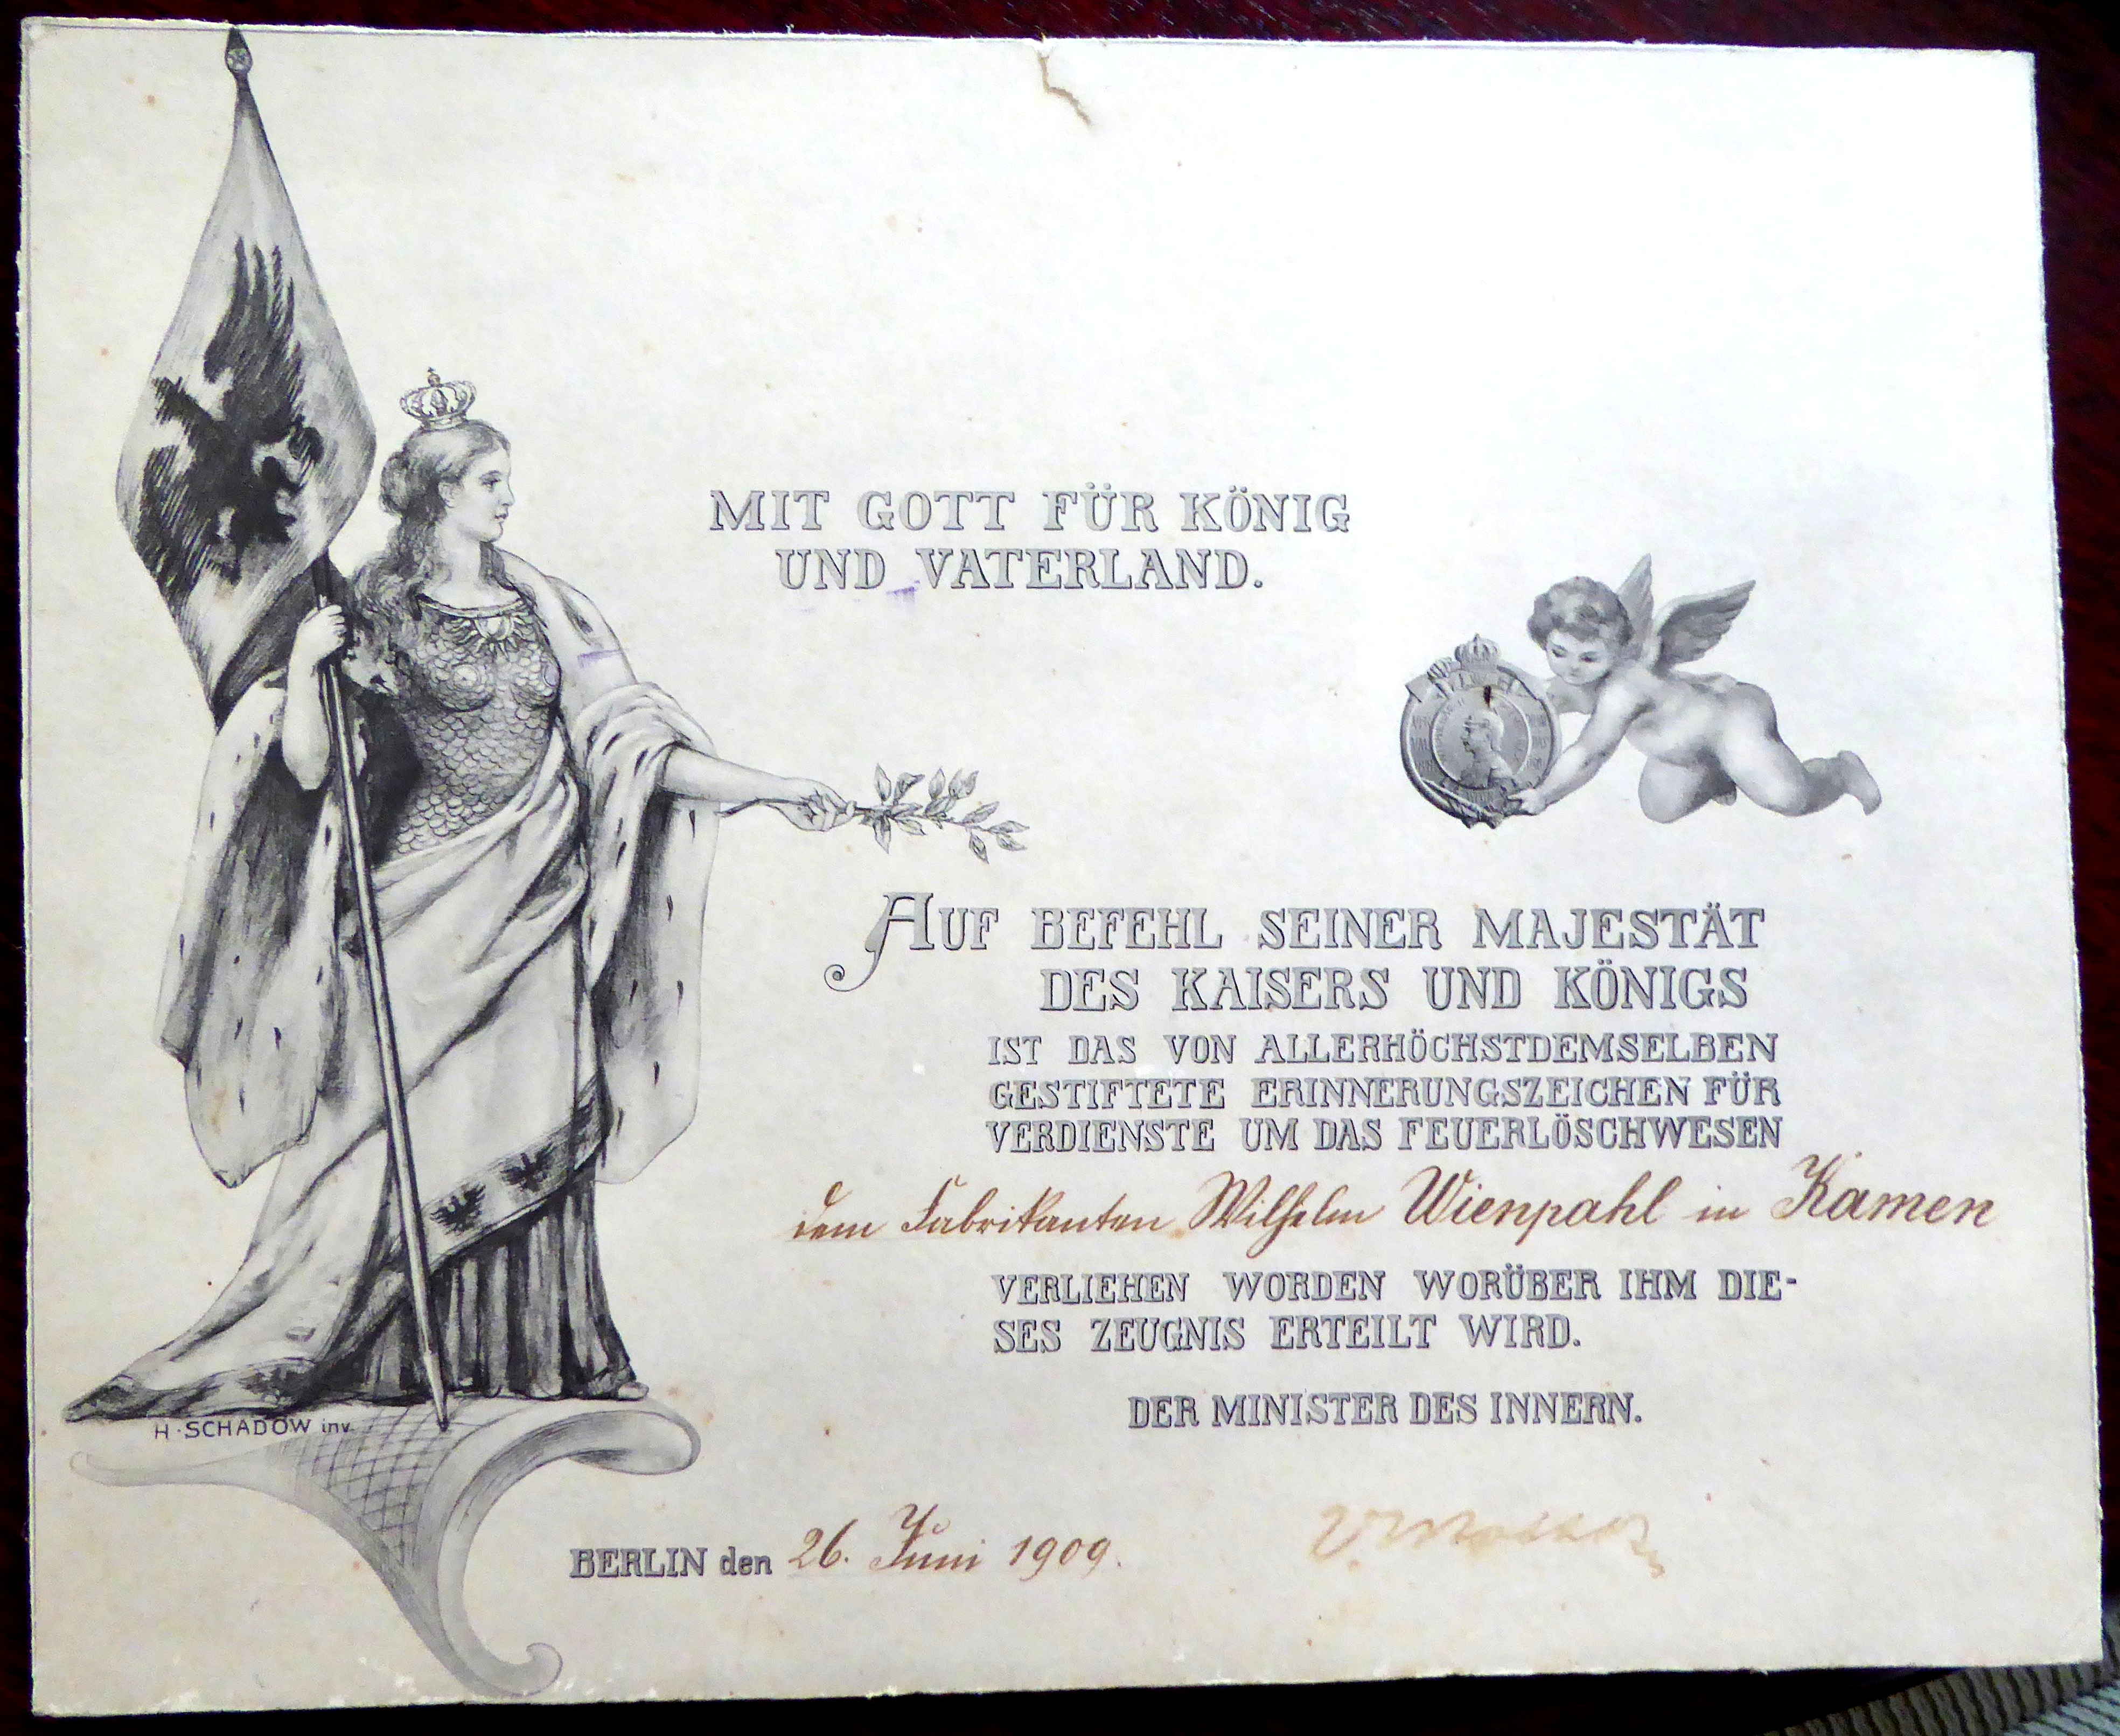 MIT GOTT FÜR KÖNIG
UND VATERLAND.
AUF BEFEHL SEINER MAJESTÄT
DES KAISERS UND KÖNIGS
IST DAS VON ALLERHÖCHSTDEMSELBEN
GESTIFTETE ERINNERUNGSZEICHEN FÜR
VERDIENSTE UM DAS FEUERLÖSCHWESEN
dem Fabrikanten Wilhelm Wienpahl in Kamen
VERLIEHEN WORDEN WORÜBER IHM DIE-
SES ZEUGNIS ERTEILT WIRD.
DER MINISTER DES INNERN.
H·SCHADOW inv.
BERLIN den 26. Juni 1909.